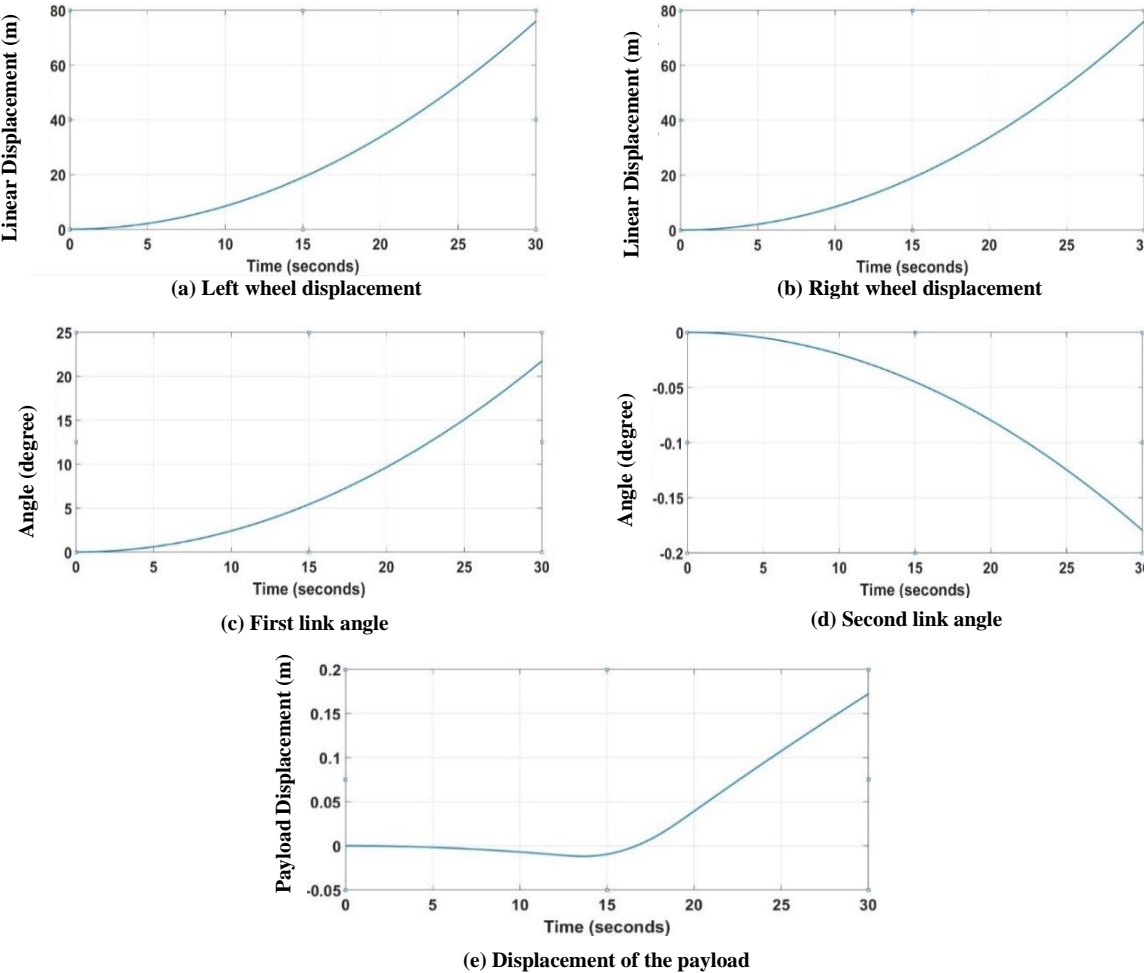 Linear Displacement (m)
80
60
40
20
0
0 5 10 15 20 25 30
Time (seconds)
(a) Left wheel displacement
Linear Displacement (m)
80
60
40
20
0
0 5 10 15 20 25 3
Time (seconds)
(b) Right wheel displacement
Angle (degree)
25
20
15
10
5
0
0 5 10 15 20 25 30
Time (seconds)
(c) First link angle
Angle (degree)
0
-0.05
-0.1
-0.15
-0.2
0 5 10 15 20 25 30
Time (seconds)
(d) Second link angle
Payload Displacement (m)
0.2
0.15
0.1
0.05
0
-0.05
0 5 10 15 20 25 30
Time (seconds)
(e) Displacement of the payload